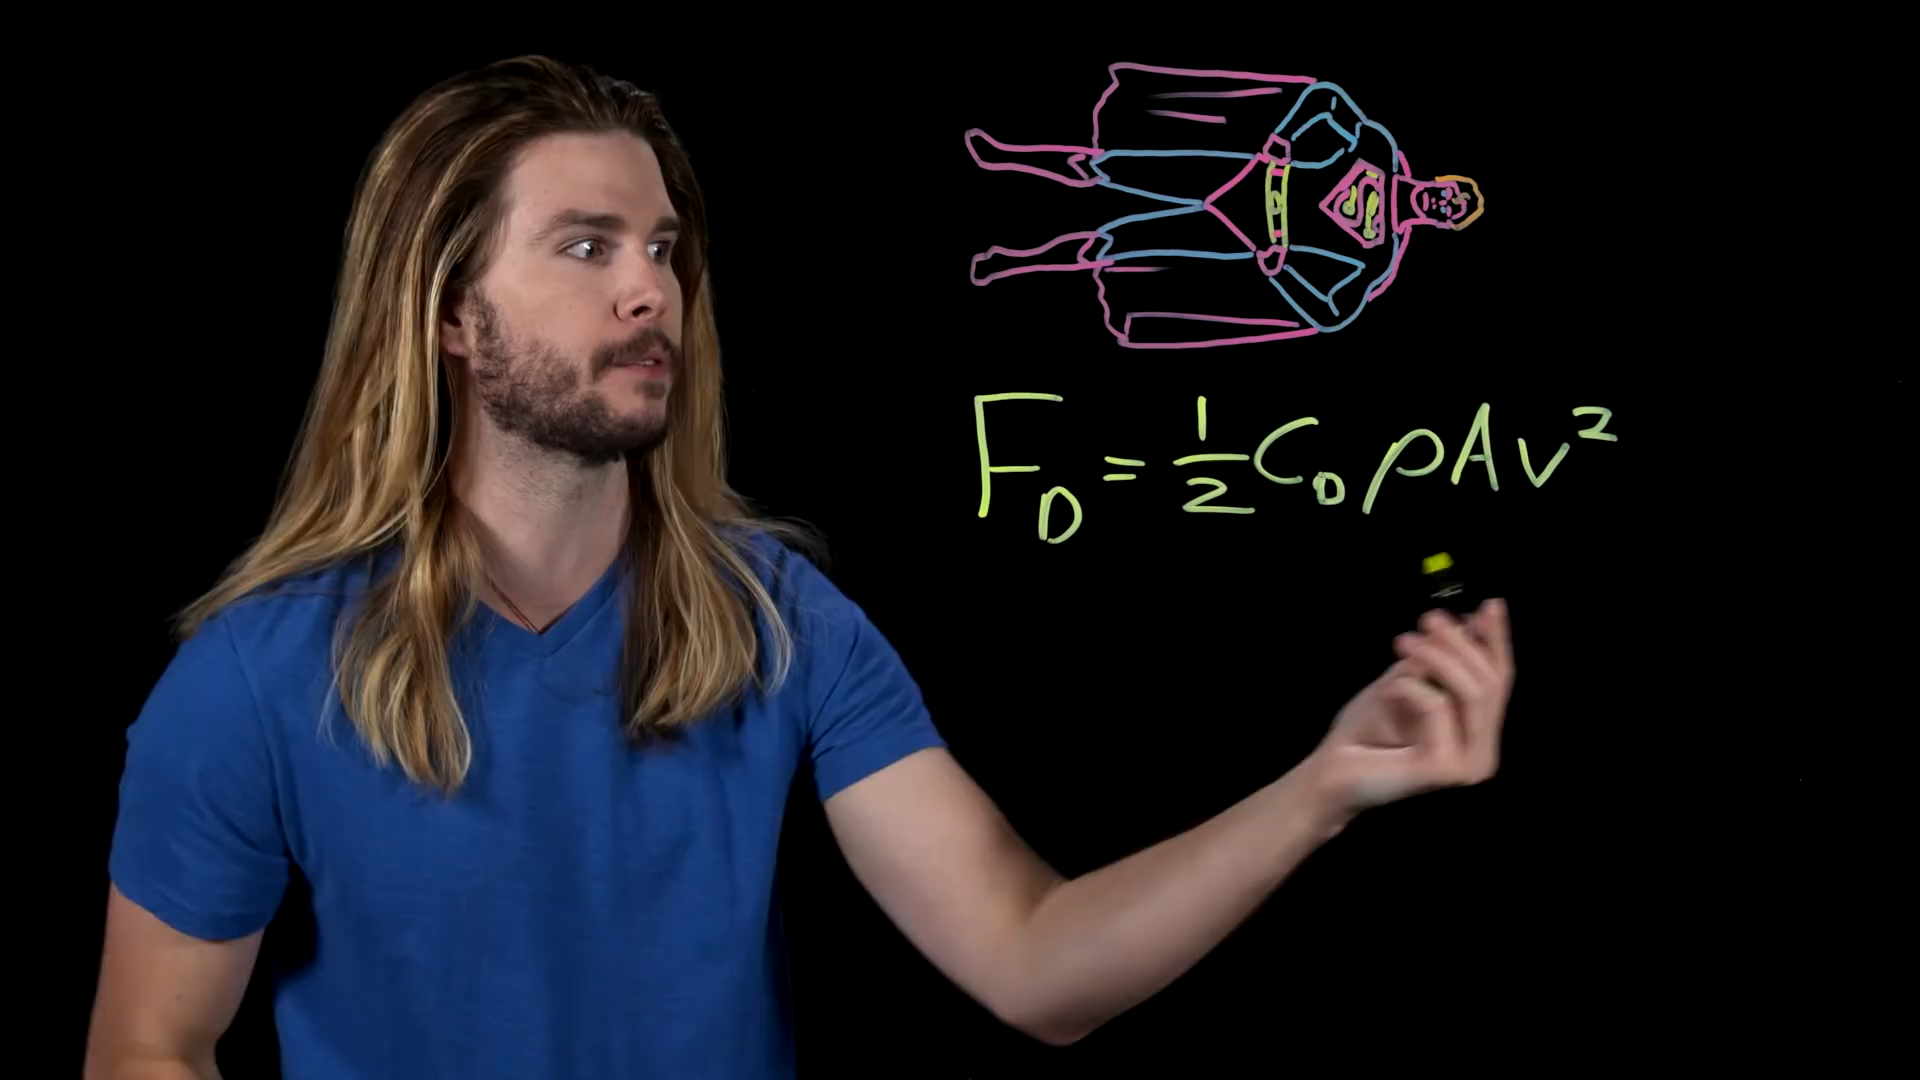 S
F_D = 1/2 C_D ρ A v²